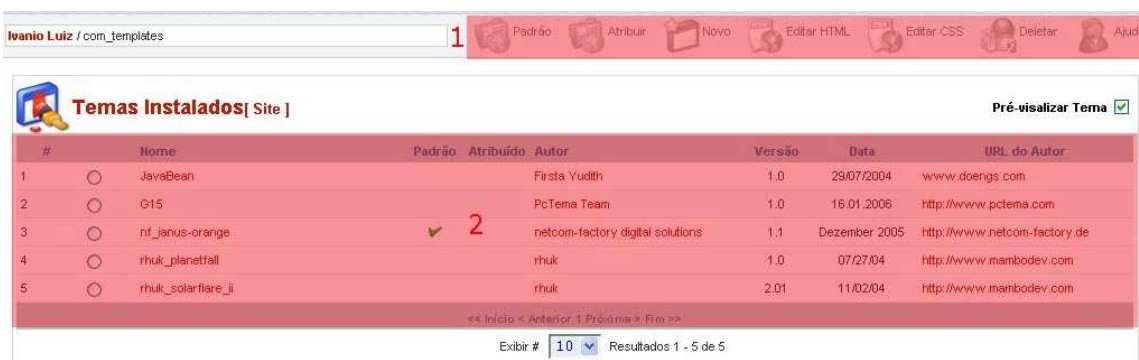 Ivanio Luiz / com_templates 1 Padrão Atribuir Novo Editar HTML Editar CSS Deletar Ajud
Temas Instalados[ Site ] Pré-visalizar Tema
# Nome Padrão Atribuído Autor Versão Data URL do Autor
1 JavaBean Firsta Yudith 1.0 29/07/2004 www.doengs.com
2 G15 PcTema Team 1.0 16.01.2006 http://www.pctema.com
3 nf_ianus-orange 2 netcom-factory digital solutions 1.1 Dezember 2005 http://www.netcom-factory.de
4 rhuk_planetfall rhuk 1.0 07/27/04 http://www.mambodev.com
5 rhuk_solarflare_ii rhuk 2.01 11/02/04 http://www.mambodev.com
<< Início < Anterior 1 Próxima > Fim >>
Exibir # 10 Resultados 1 - 5 de 5